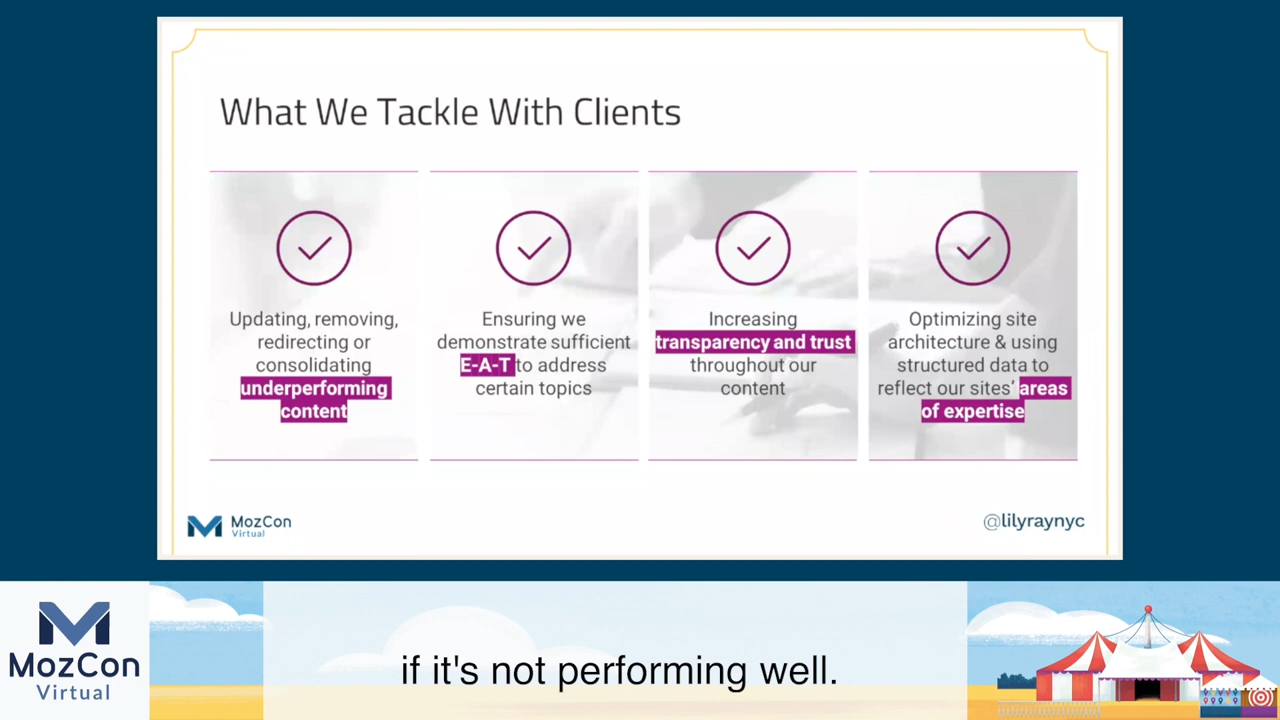 What We Tackle With Clients
Updating, removing,
redirecting or
consolidating
underperforming
content
Ensuring we
demonstrate sufficient
E-A-T to address
certain topics
Increasing
transparency and trust
throughout our
content
Optimizing site
architecture & using
structured data to
reflect our sites’ areas
of expertise
MozCon
Virtual
@lilyraynyc
MozCon
Virtual
if it's not performing well.